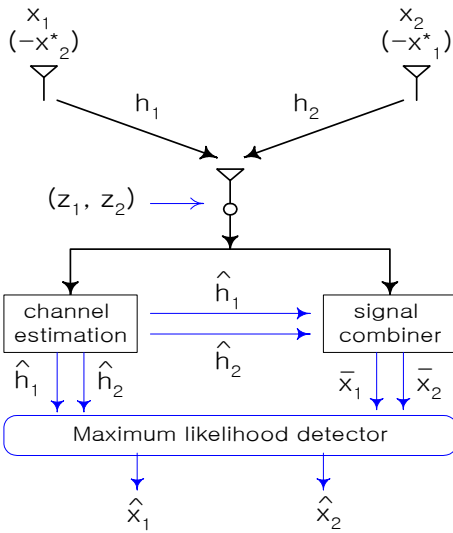 x₁ x₂
(-x*₂) (-x*₁)
h₁ h₂
(z₁, z₂)
ĥ₁
channel estimation
signal combiner
ĥ₂
ĥ₁ ĥ₂ x̄₁ x̄₂
Maximum likelihood detector
x̂₁ x̂₂